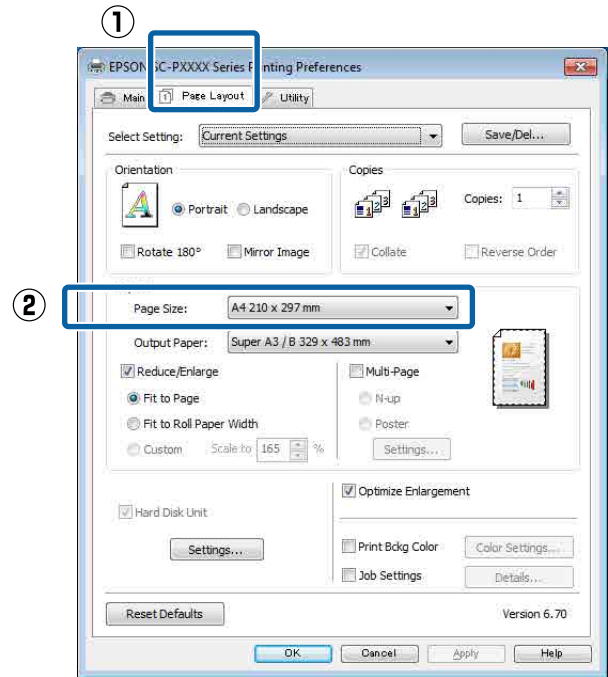 ①
EPSON SC-PXXXX Series Printing Preferences
Main Page Layout Utility
Select Setting: Current Settings Save/Del...
Orientation Copies
Portrait Landscape Copies: 1
Rotate 180° Mirror Image Collate Reverse Order
②
Page Size: A4 210 x 297 mm
Output Paper: Super A3 / B 329 x 483 mm
Reduce/Enlarge Multi-Page
Fit to Page N-up
Fit to Roll Paper Width Poster
Custom Scale to 165 % Settings...
Optimize Enlargement
Hard Disk Unit
Settings... Print Bckg Color Color Settings...
Job Settings Details...
Reset Defaults Version 6.70
OK Cancel Apply Help